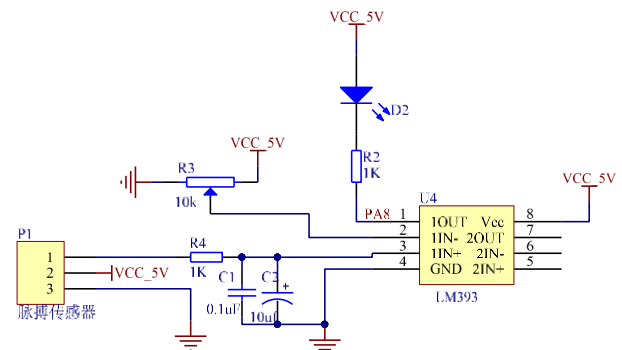 VCC_5V
D2
R2
1K
VCC_5V
R3
10k
VCC_5V
U4
PA8
1 1OUT Vcc 8
2 1IN- 2OUT 7
3 1IN+ 2IN- 6
4 GND 2IN+ 5
LM393
P1
1
2 VCC_5V
3
脉搏传感器
R4
1K
C1
0.1uF
+
10uf